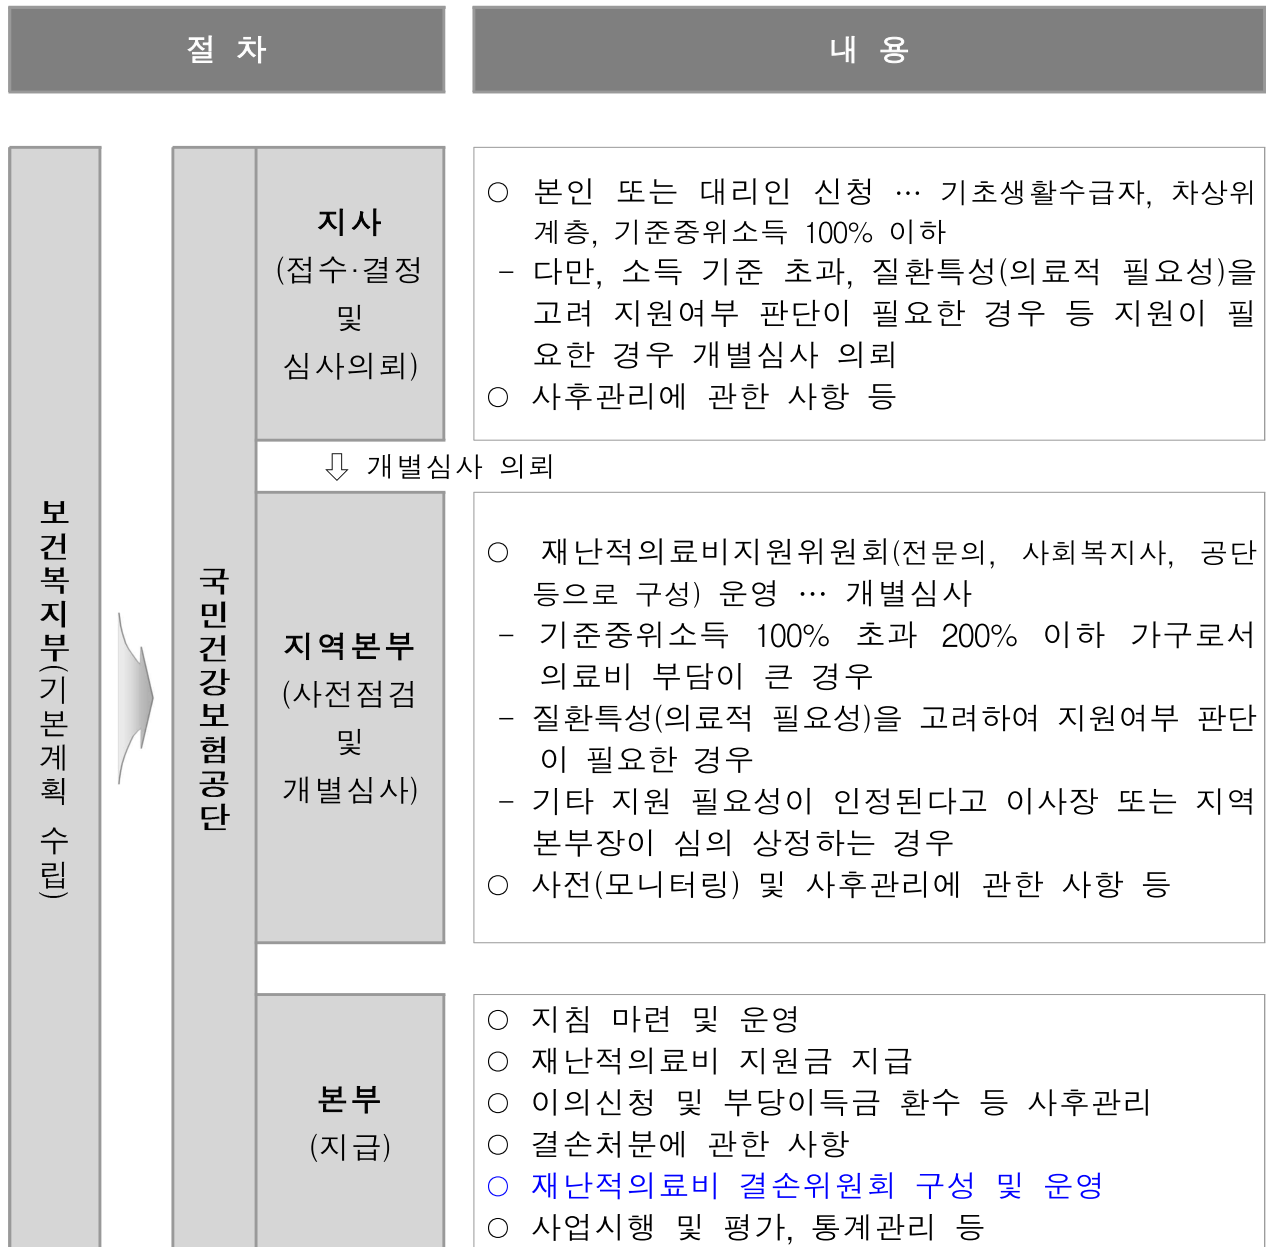 절 차
내 용
보건복지부(기본계획 수립)
국민건강보험공단
지사
(접수·결정
및
심사의뢰)
○ 본인 또는 대리인 신청 … 기초생활수급자, 차상위
계층, 기준중위소득 100% 이하
- 다만, 소득 기준 초과, 질환특성(의료적 필요성)을
고려 지원여부 판단이 필요한 경우 등 지원이 필
요한 경우 개별심사 의뢰
○ 사후관리에 관한 사항 등
⇩ 개별심사 의뢰
지역본부
(사전점검
및
개별심사)
○ 재난적의료비지원위원회(전문의, 사회복지사, 공단
등으로 구성) 운영 … 개별심사
- 기준중위소득 100% 초과 200% 이하 가구로서
의료비 부담이 큰 경우
- 질환특성(의료적 필요성)을 고려하여 지원여부 판단
이 필요한 경우
- 기타 지원 필요성이 인정된다고 이사장 또는 지역
본부장이 심의 상정하는 경우
○ 사전(모니터링) 및 사후관리에 관한 사항 등
본부
(지급)
○ 지침 마련 및 운영
○ 재난적의료비 지원금 지급
○ 이의신청 및 부당이득금 환수 등 사후관리
○ 결손처분에 관한 사항
○ 재난적의료비 결손위원회 구성 및 운영
○ 사업시행 및 평가, 통계관리 등